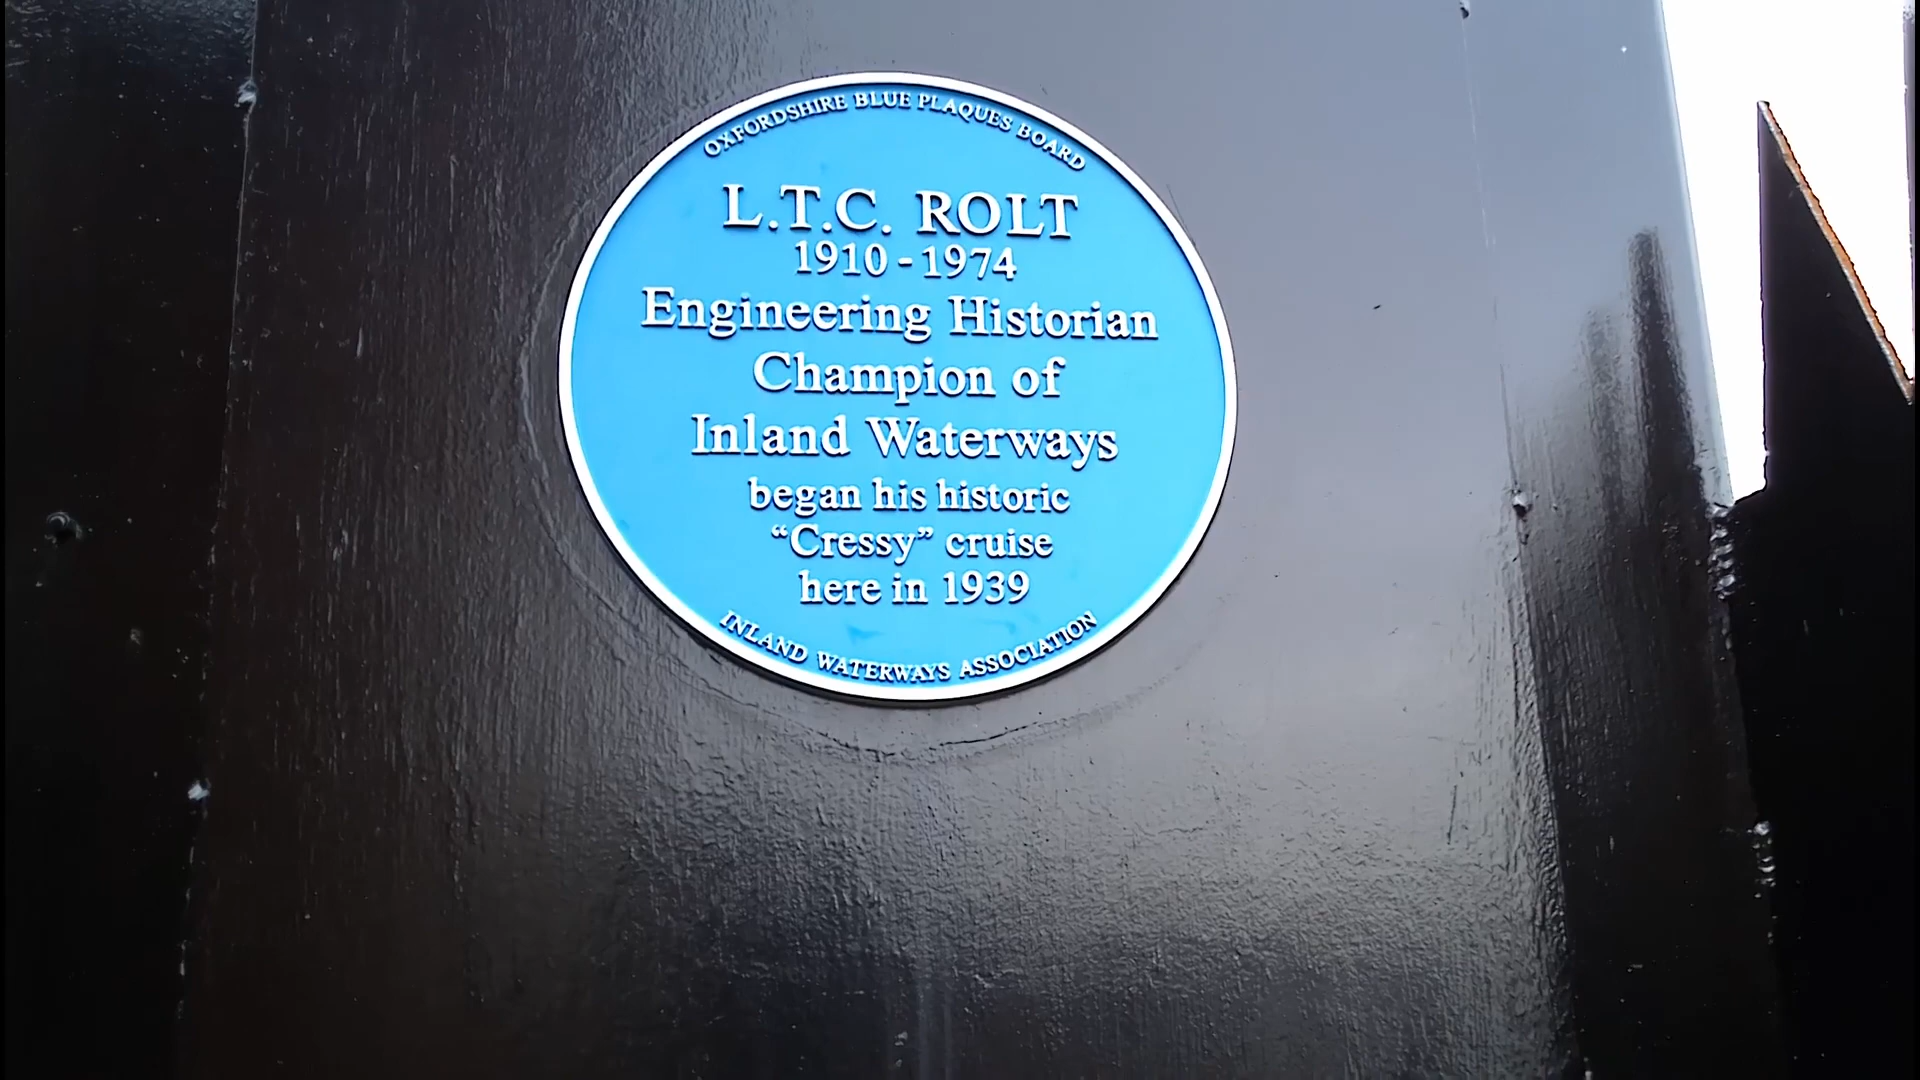 OXFORDSHIRE BLUE PLAQUES BOARD
L.T.C. ROLT
1910 - 1974
Engineering Historian
Champion of
Inland Waterways
began his historic
“Cressy” cruise
here in 1939
INLAND WATERWAYS ASSOCIATION